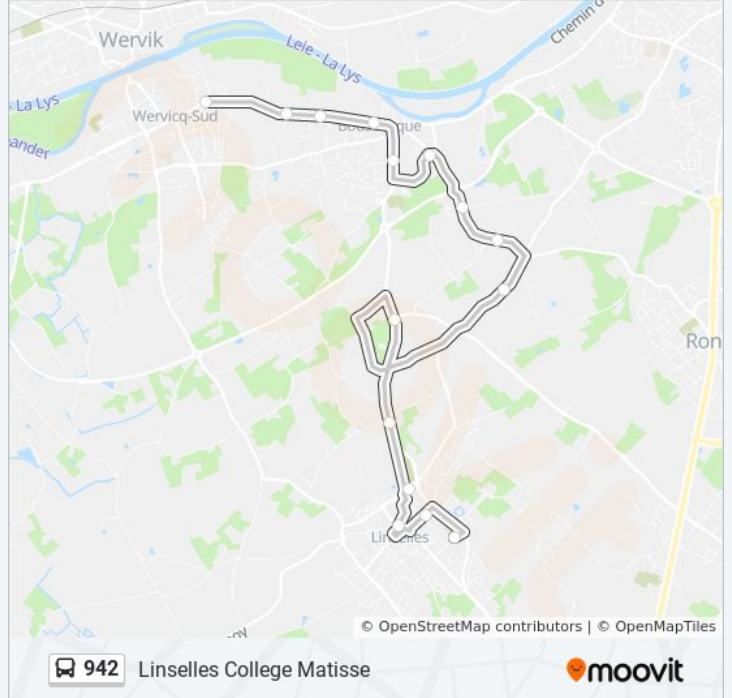 Wervik
Leie - La Lys
Chemin d
- La Lys
Wervicq-Sud
ander
Ron
Linselles
© OpenStreetMap contributors | © OpenMapTiles
942 Linselles College Matisse
moovit